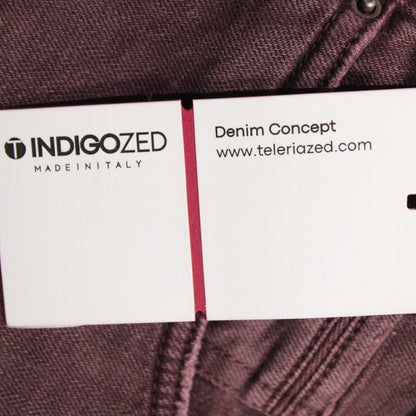 INDIGOZED
MADEINITALY
Denim Concept
www.teleriazed.com